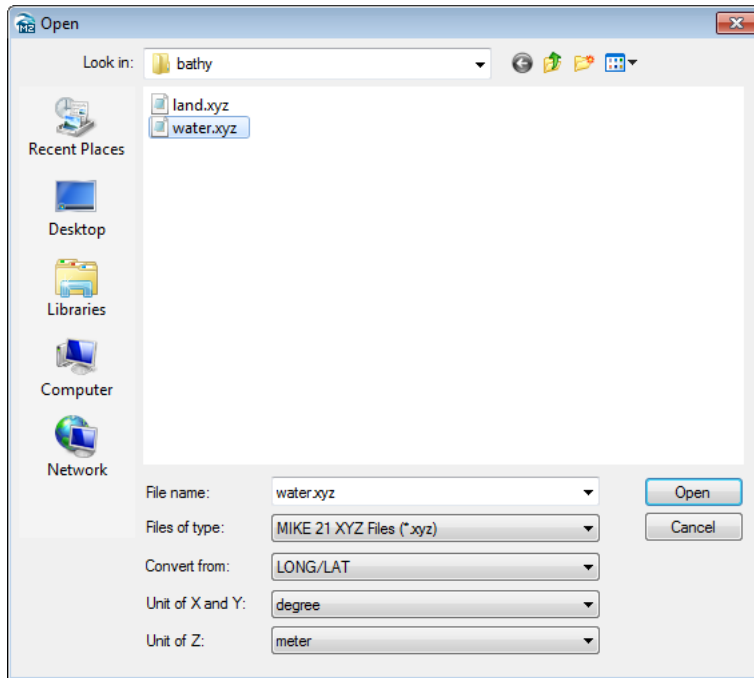 MZ Open
Look in: bathy
land.xyz
water.xyz
Recent Places
Desktop
Libraries
Computer
Network
File name: water.xyz Open
Files of type: MIKE 21 XYZ Files (*.xyz) Cancel
Convert from: LONG/LAT
Unit of X and Y: degree
Unit of Z: meter